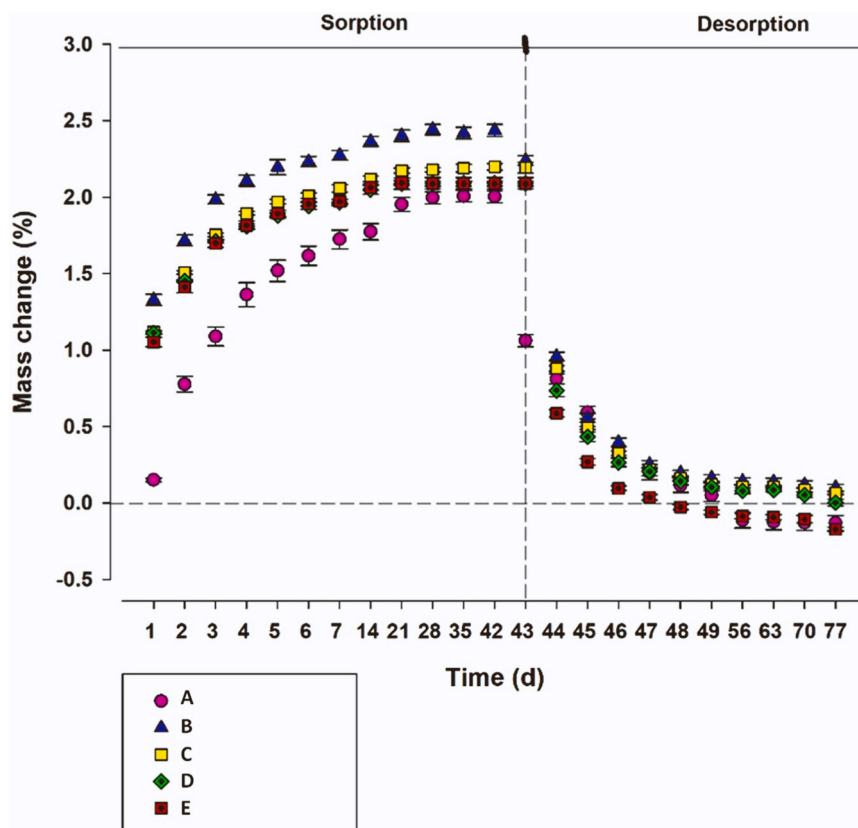 Sorption Desorption
3.0
2.5
2.0
1.5
1.0
0.5
0.0
-0.5
Mass change (%)
1 2 3 4 5 6 7 14 21 28 35 42 43 44 45 46 47 48 49 56 63 70 77
Time (d)
A
B
C
D
E